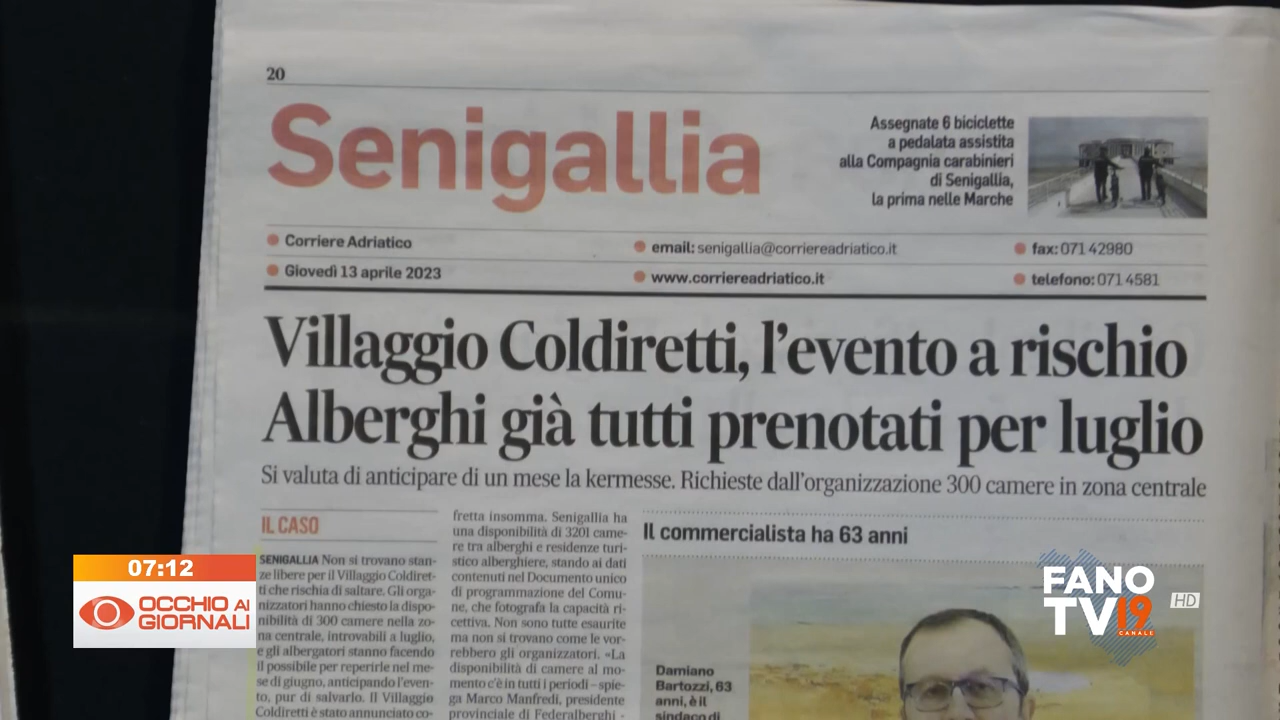 20
Senigallia
Assegnate 6 biciclette
a pedalata assistita
alla Compagnia carabinieri
di Senigallia,
la prima nelle Marche
Corriere Adriatico
Giovedì 13 aprile 2023
email: senigallia@corriereadriatico.it
www.corriereadriatico.it
fax: 071 42980
telefono: 071 4581
Villaggio Coldiretti, l'evento a rischio
Alberghi già tutti prenotati per luglio
Si valuta di anticipare di un mese la kermesse. Richieste dall'organizzazione 300 camere in zona centrale
IL CASO
SENIGALLIA Non si trovano stan-
ze libere per il Villaggio Coldiret-
ti che rischia di saltare. Gli orga-
nizzatori hanno chiesto la dispo-
nibilità di 300 camere nella zo-
na centrale, introvabili a luglio,
e gli albergatori stanno facendo
il possibile per reperirle nel me-
se di giugno, anticipando l'even-
to, pur di salvarlo. Il Villaggio
Coldiretti è stato annunciato co-
fretta insomma. Senigallia ha
una disponibilità di 3201 came-
re tra alberghi e residenze turi-
stico alberghiere, stando ai dati
contenuti nel Documento unico
di programmazione del Comu-
ne, che fotografa la capacità ri-
cettiva. Non sono tutte esaurite
ma non si trovano come le vor-
rebbero gli organizzatori. «La
disponibilità di camere al mo-
mento c'è in tutti i periodi – spie-
ga Marco Manfredi, presidente
provinciale di Federalberghi -
Il commercialista ha 63 anni
Damiano
Bartozzi, 63
anni, è il
sindaco di
07:12
OCCHIO AI
GIORNALI
FANO
TV19
CANALE
HD